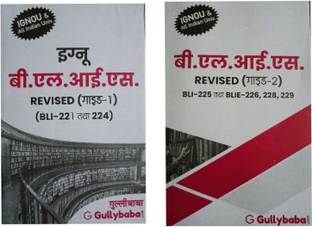 IGNOU &
All Indian Univ
इग्नू
बी.एल.आई.एस.
REVISED (गाइड-1)
(BLI-221 तथा 224)
गुल्लीबाबा
G Gullybaba!
IGNOU &
All Indian Univ
बी.एल.आई.एस.
REVISED (गाइड-2)
BLI-225 तथा BLIE-226, 228, 229
G Gullybaba!